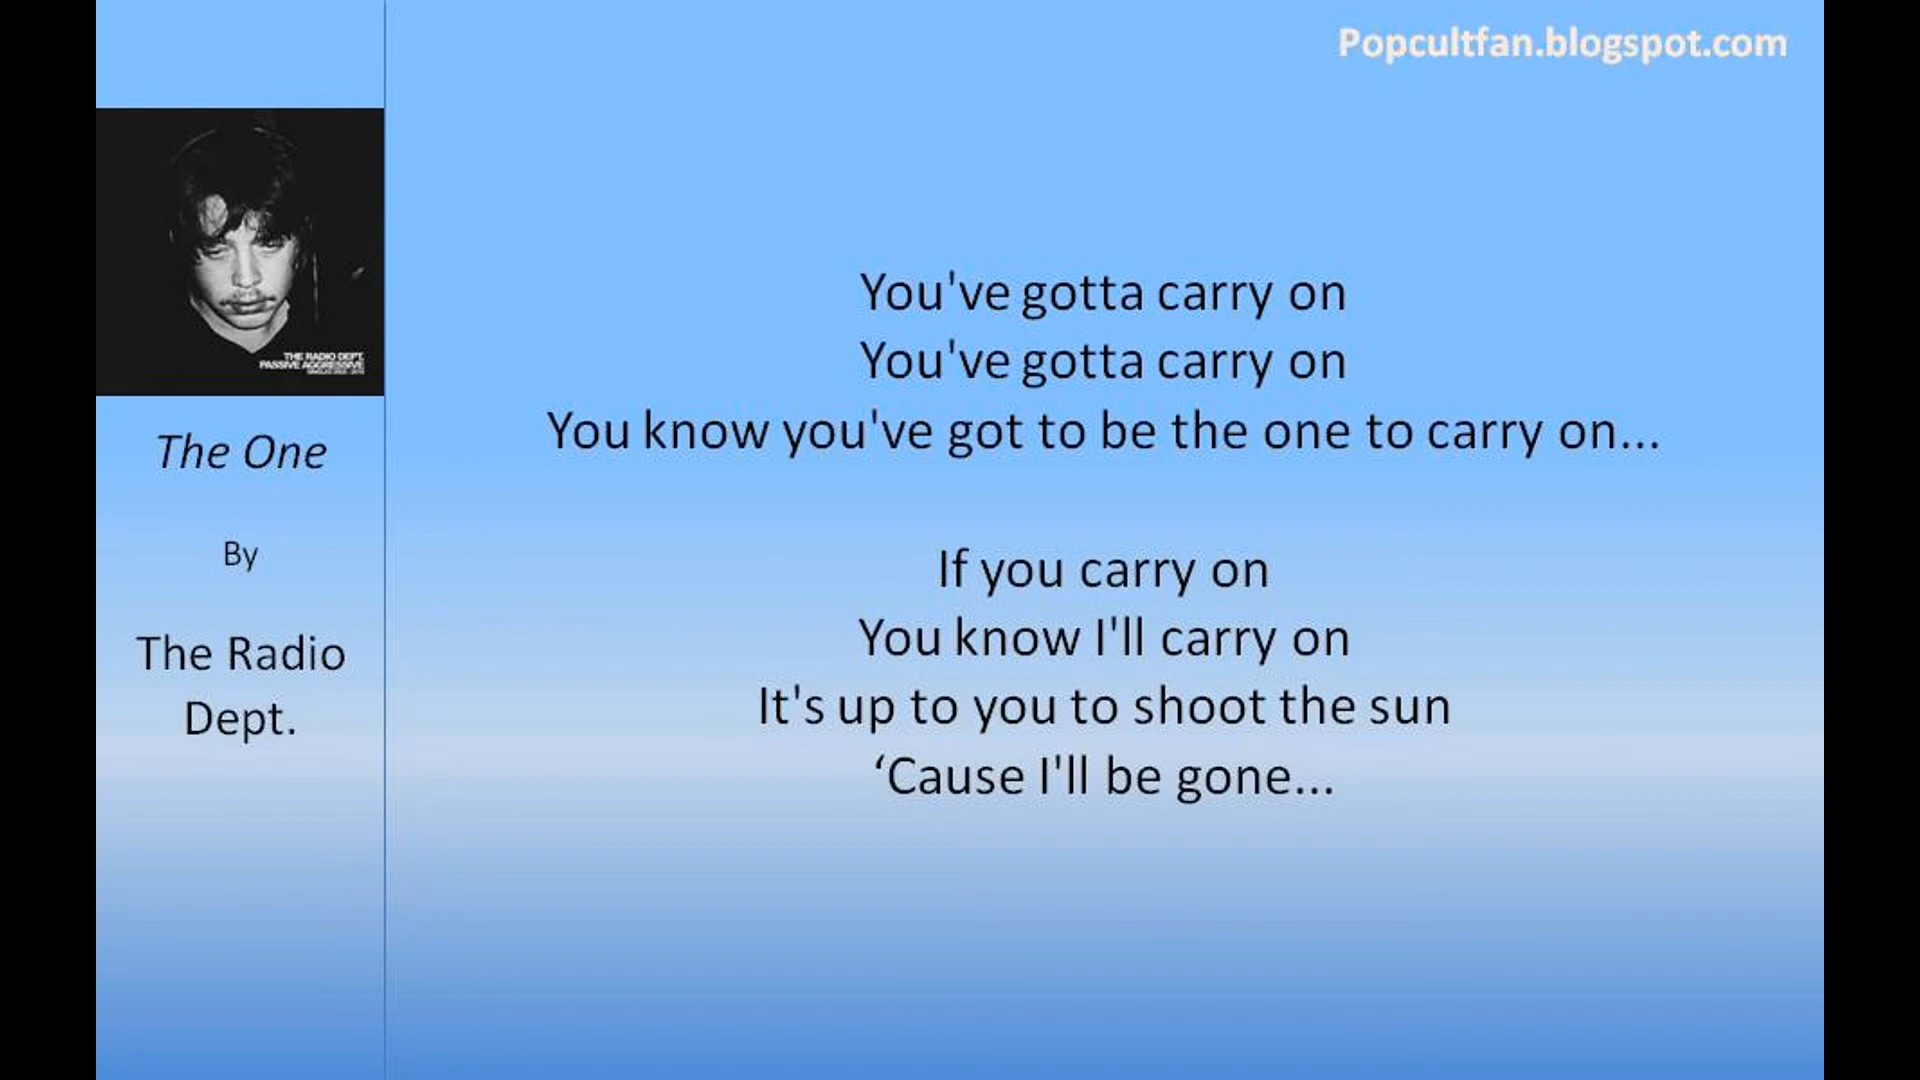 Popcultfan.blogspot.com
THE RADIO DEPT.
PASSIVE AGGRESSIVE
The One
By
The Radio
Dept.
You've gotta carry on
You've gotta carry on
You know you've got to be the one to carry on...
If you carry on
You know I'll carry on
It's up to you to shoot the sun
‘Cause I'll be gone...